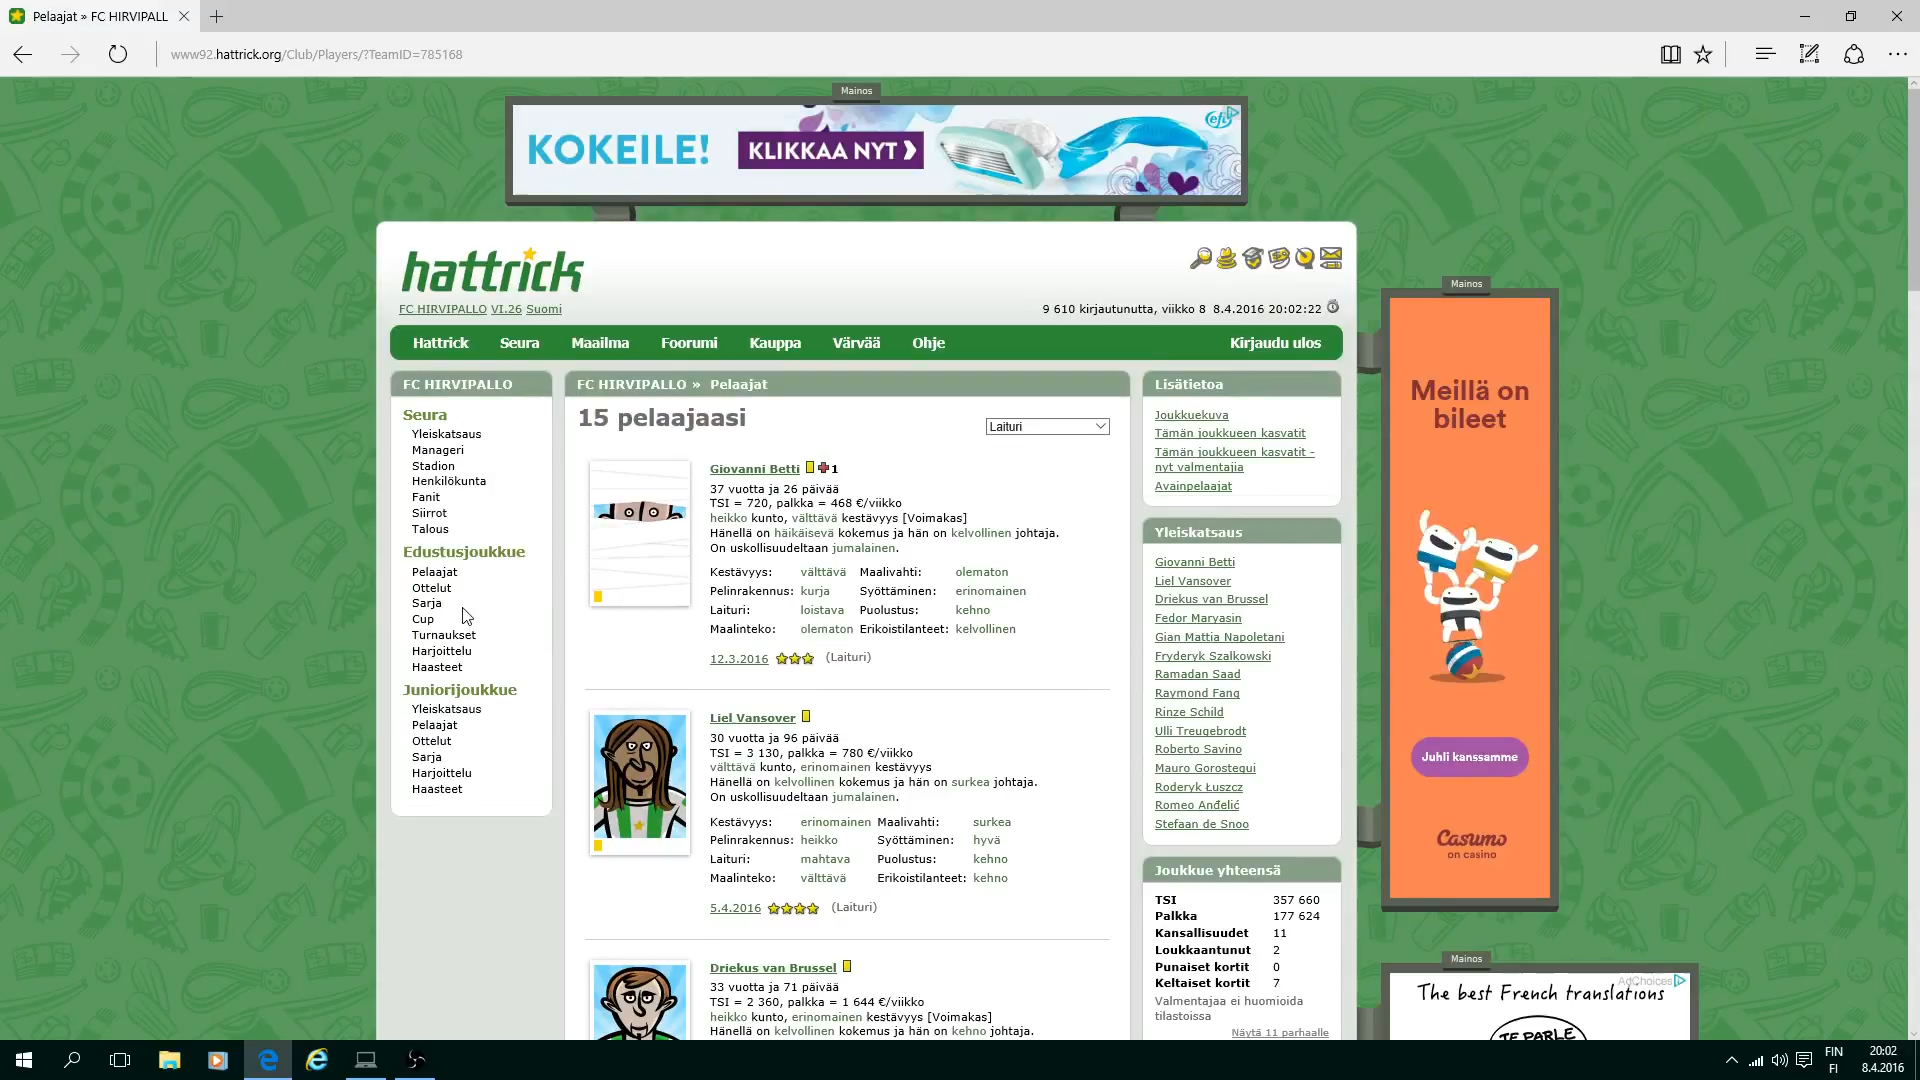 Pelaajat » FC HIRVIPALL
www92.hattrick.org/Club/Players/?TeamID=785168
Mainos
KOKEILE! KLIKKAA NYT
efi
hattrick
FC HIRVIPALLO VI.26 Suomi
9 610 kirjautunutta, viikko 8 8.4.2016 20:02:22
Hattrick Seura Maailma Foorumi Kauppa Värvää Ohje Kirjaudu ulos
FC HIRVIPALLO
Seura
Yleiskatsaus
Manageri
Stadion
Henkilökunta
Fanit
Siirrot
Talous
Edustusjoukkue
Pelaajat
Ottelut
Sarja
Cup
Turnaukset
Harjoittelu
Haasteet
Juniorijoukkue
Yleiskatsaus
Pelaajat
Ottelut
Sarja
Harjoittelu
Haasteet
FC HIRVIPALLO » Pelaajat
15 pelaajaasi
Laituri
Giovanni Betti 1
37 vuotta ja 26 päivää
TSI = 720, palkka = 468 €/viikko
heikko kunto, välttävä kestävyys [Voimakas]
Hänellä on häikäisevä kokemus ja hän on kelvollinen johtaja.
On uskollisuudeltaan jumalainen.
Kestävyys: välttävä Maalivahti: olematon
Pelinrakennus: kurja Syöttäminen: erinomainen
Laituri: loistava Puolustus: kehno
Maalinteko: olematon Erikoistilanteet: kelvollinen
12.3.2016 (Laituri)
Liel Vansover
30 vuotta ja 96 päivää
TSI = 3 130, palkka = 780 €/viikko
välttävä kunto, erinomainen kestävyys
Hänellä on kelvollinen kokemus ja hän on surkea johtaja.
On uskollisuudeltaan jumalainen.
Kestävyys: erinomainen Maalivahti: surkea
Pelinrakennus: heikko Syöttäminen: hyvä
Laituri: mahtava Puolustus: kehno
Maalinteko: välttävä Erikoistilanteet: kehno
5.4.2016 (Laituri)
Driekus van Brussel
33 vuotta ja 71 päivää
TSI = 2 360, palkka = 1 644 €/viikko
heikko kunto, erinomainen kestävyys [Voimakas]
Hänellä on kelvollinen kokemus ja hän on kehno johtaja.
Lisätietoa
Joukkuekuva
Tämän joukkueen kasvatit
Tämän joukkueen kasvatit -
nyt valmentajia
Avainpelaajat
Yleiskatsaus
Giovanni Betti
Liel Vansover
Driekus van Brussel
Fedor Maryasin
Gian Mattia Napoletani
Fryderyk Szalkowski
Ramadan Saad
Raymond Fang
Rinze Schild
Ulli Treugebrodt
Roberto Savino
Mauro Gorostegui
Roderyk Łuszcz
Romeo Anđelić
Stefaan de Snoo
Joukkue yhteensä
TSI 357 660
Palkka 177 624
Kansallisuudet 11
Loukkaantunut 2
Punaiset kortit 0
Keltaiset kortit 7
Valmentajaa ei huomioida
tilastoissa
Näytä 11 parhaalle
Mainos
Meillä on
bileet
Juhli kanssamme
Casumo
on casino
Mainos
AdChoices
The best French translations
JE PARLE
FIN
FI
20:02
8.4.2016